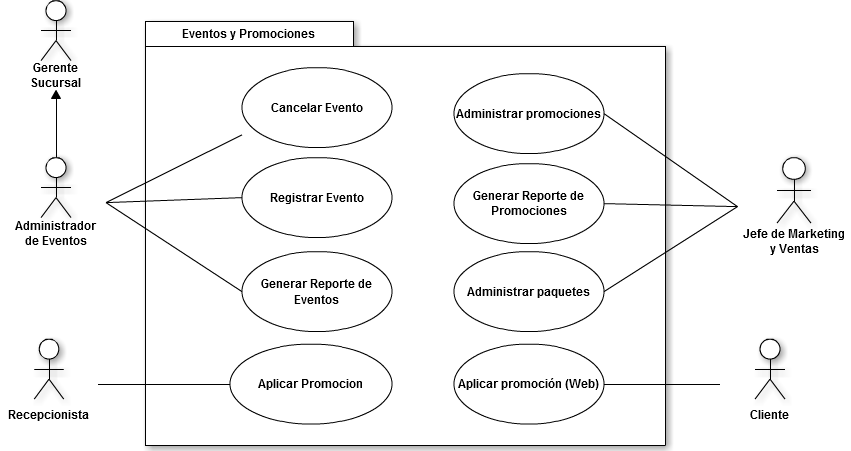 Eventos y Promociones
Gerente
Sucursal
Cancelar Evento
Administrar promociones
Administrador
de Eventos
Registrar Evento
Generar Reporte de
Promociones
Jefe de Marketing
y Ventas
Generar Reporte de
Eventos
Administrar paquetes
Recepcionista
Aplicar Promocion
Aplicar promoción (Web)
Cliente